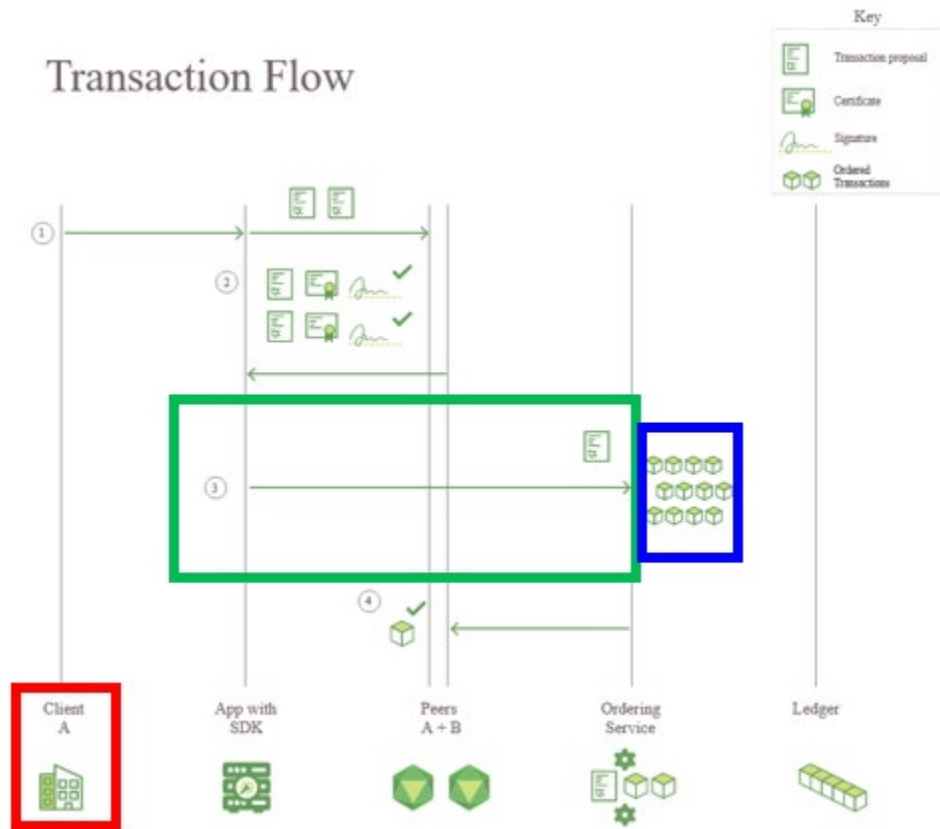 Key
Transaction proposal
Certificate
Signature
Ordered
Transactions
Transaction Flow
1
2
3
4
Client
A
App with
SDK
Peers
A + B
Ordering
Service
Ledger